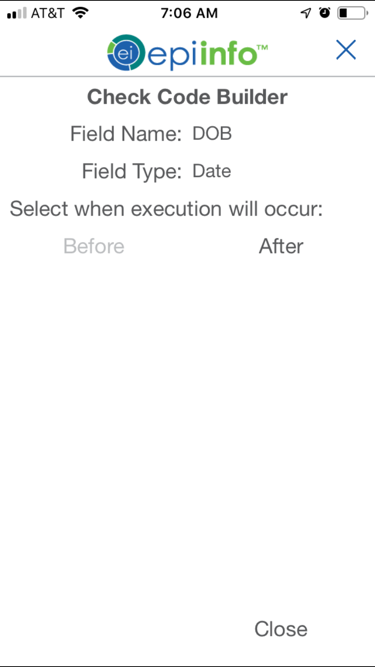 AT&T 7:06 AM
ei epiinfo™
Check Code Builder
Field Name: DOB
Field Type: Date
Select when execution will occur:
Before After
Close